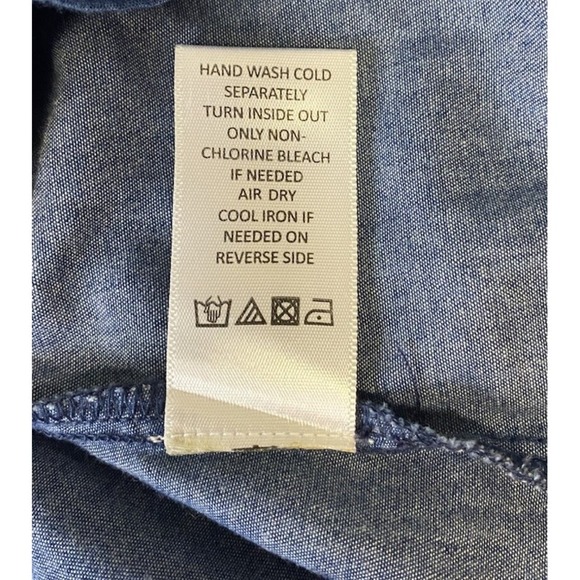 HAND WASH COLD
SEPARATELY
TURN INSIDE OUT
ONLY NON-
CHLORINE BLEACH
IF NEEDED
AIR DRY
COOL IRON IF
NEEDED ON
REVERSE SIDE